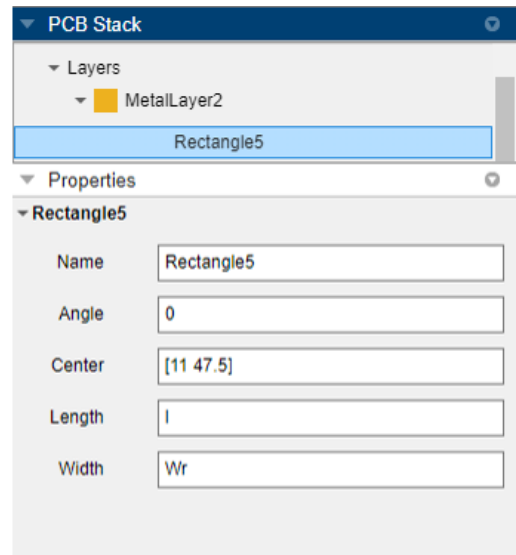 PCB Stack
Layers
MetalLayer2
Rectangle5
Properties
Rectangle5
Name Rectangle5
Angle 0
Center [11 47.5]
Length l
Width Wr